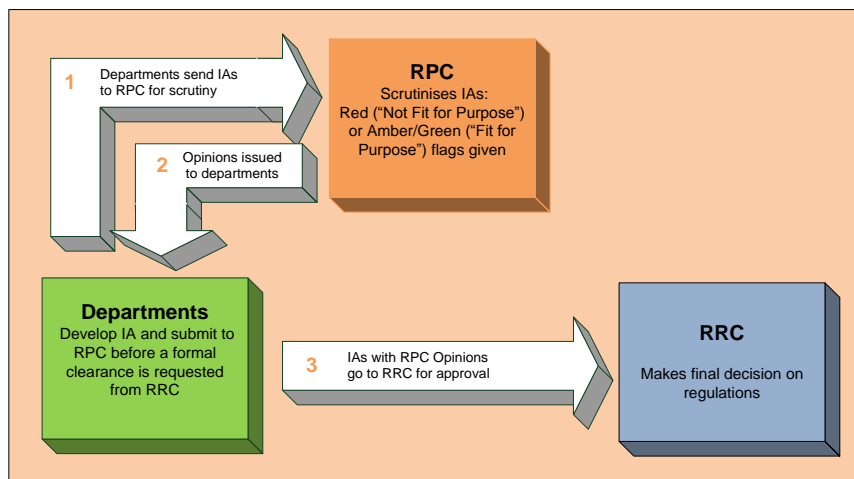 1
Departments send IAs
to RPC for scrutiny
RPC
Scrutinises IAs:
Red (“Not Fit for Purpose”)
or Amber/Green (“Fit for
Purpose”) flags given
2
Opinions issued
to departments
Departments
Develop IA and submit to
RPC before a formal
clearance is requested
from RRC
3
IAs with RPC Opinions
go to RRC for approval
RRC
Makes final decision on
regulations